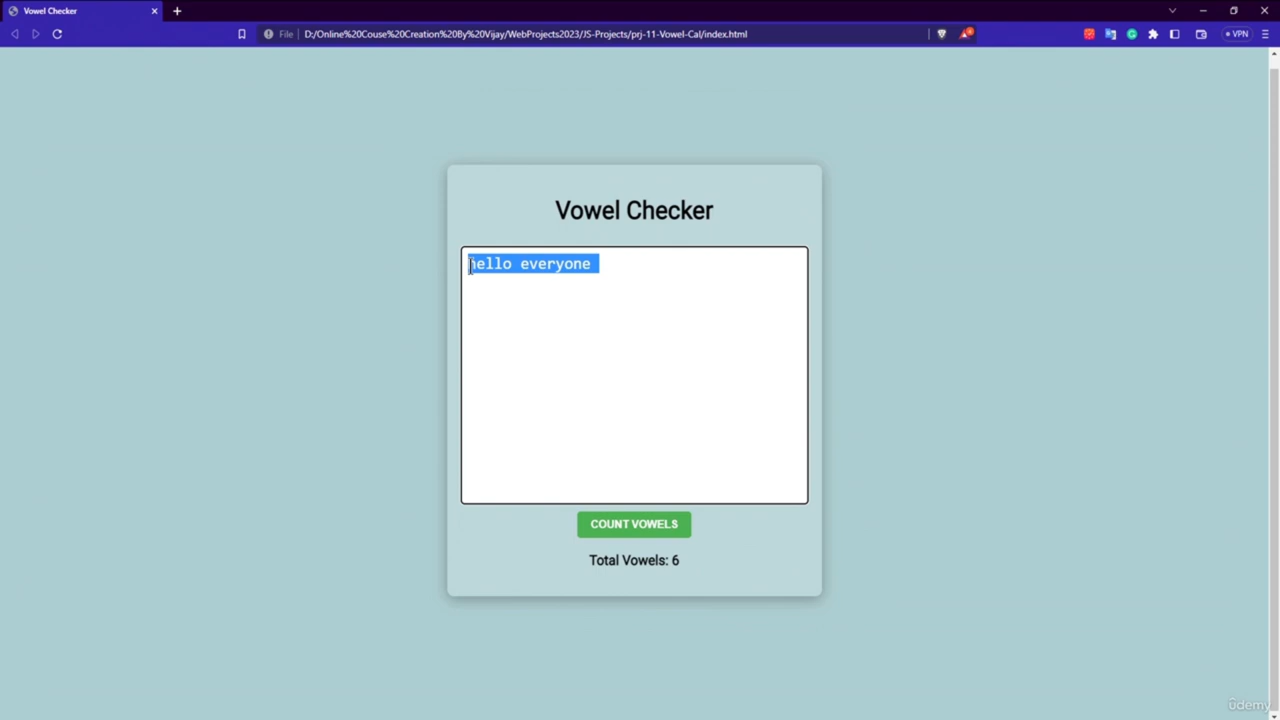 Vowel Checker
File
D:/Online%20Couse%20Creation%20By%20Vijay/WebProjects2023/JS-Projects/prj-11-Vowel-Cal/index.html
VPN
Vowel Checker
hello everyone
COUNT VOWELS
Total Vowels: 6
ûdemy